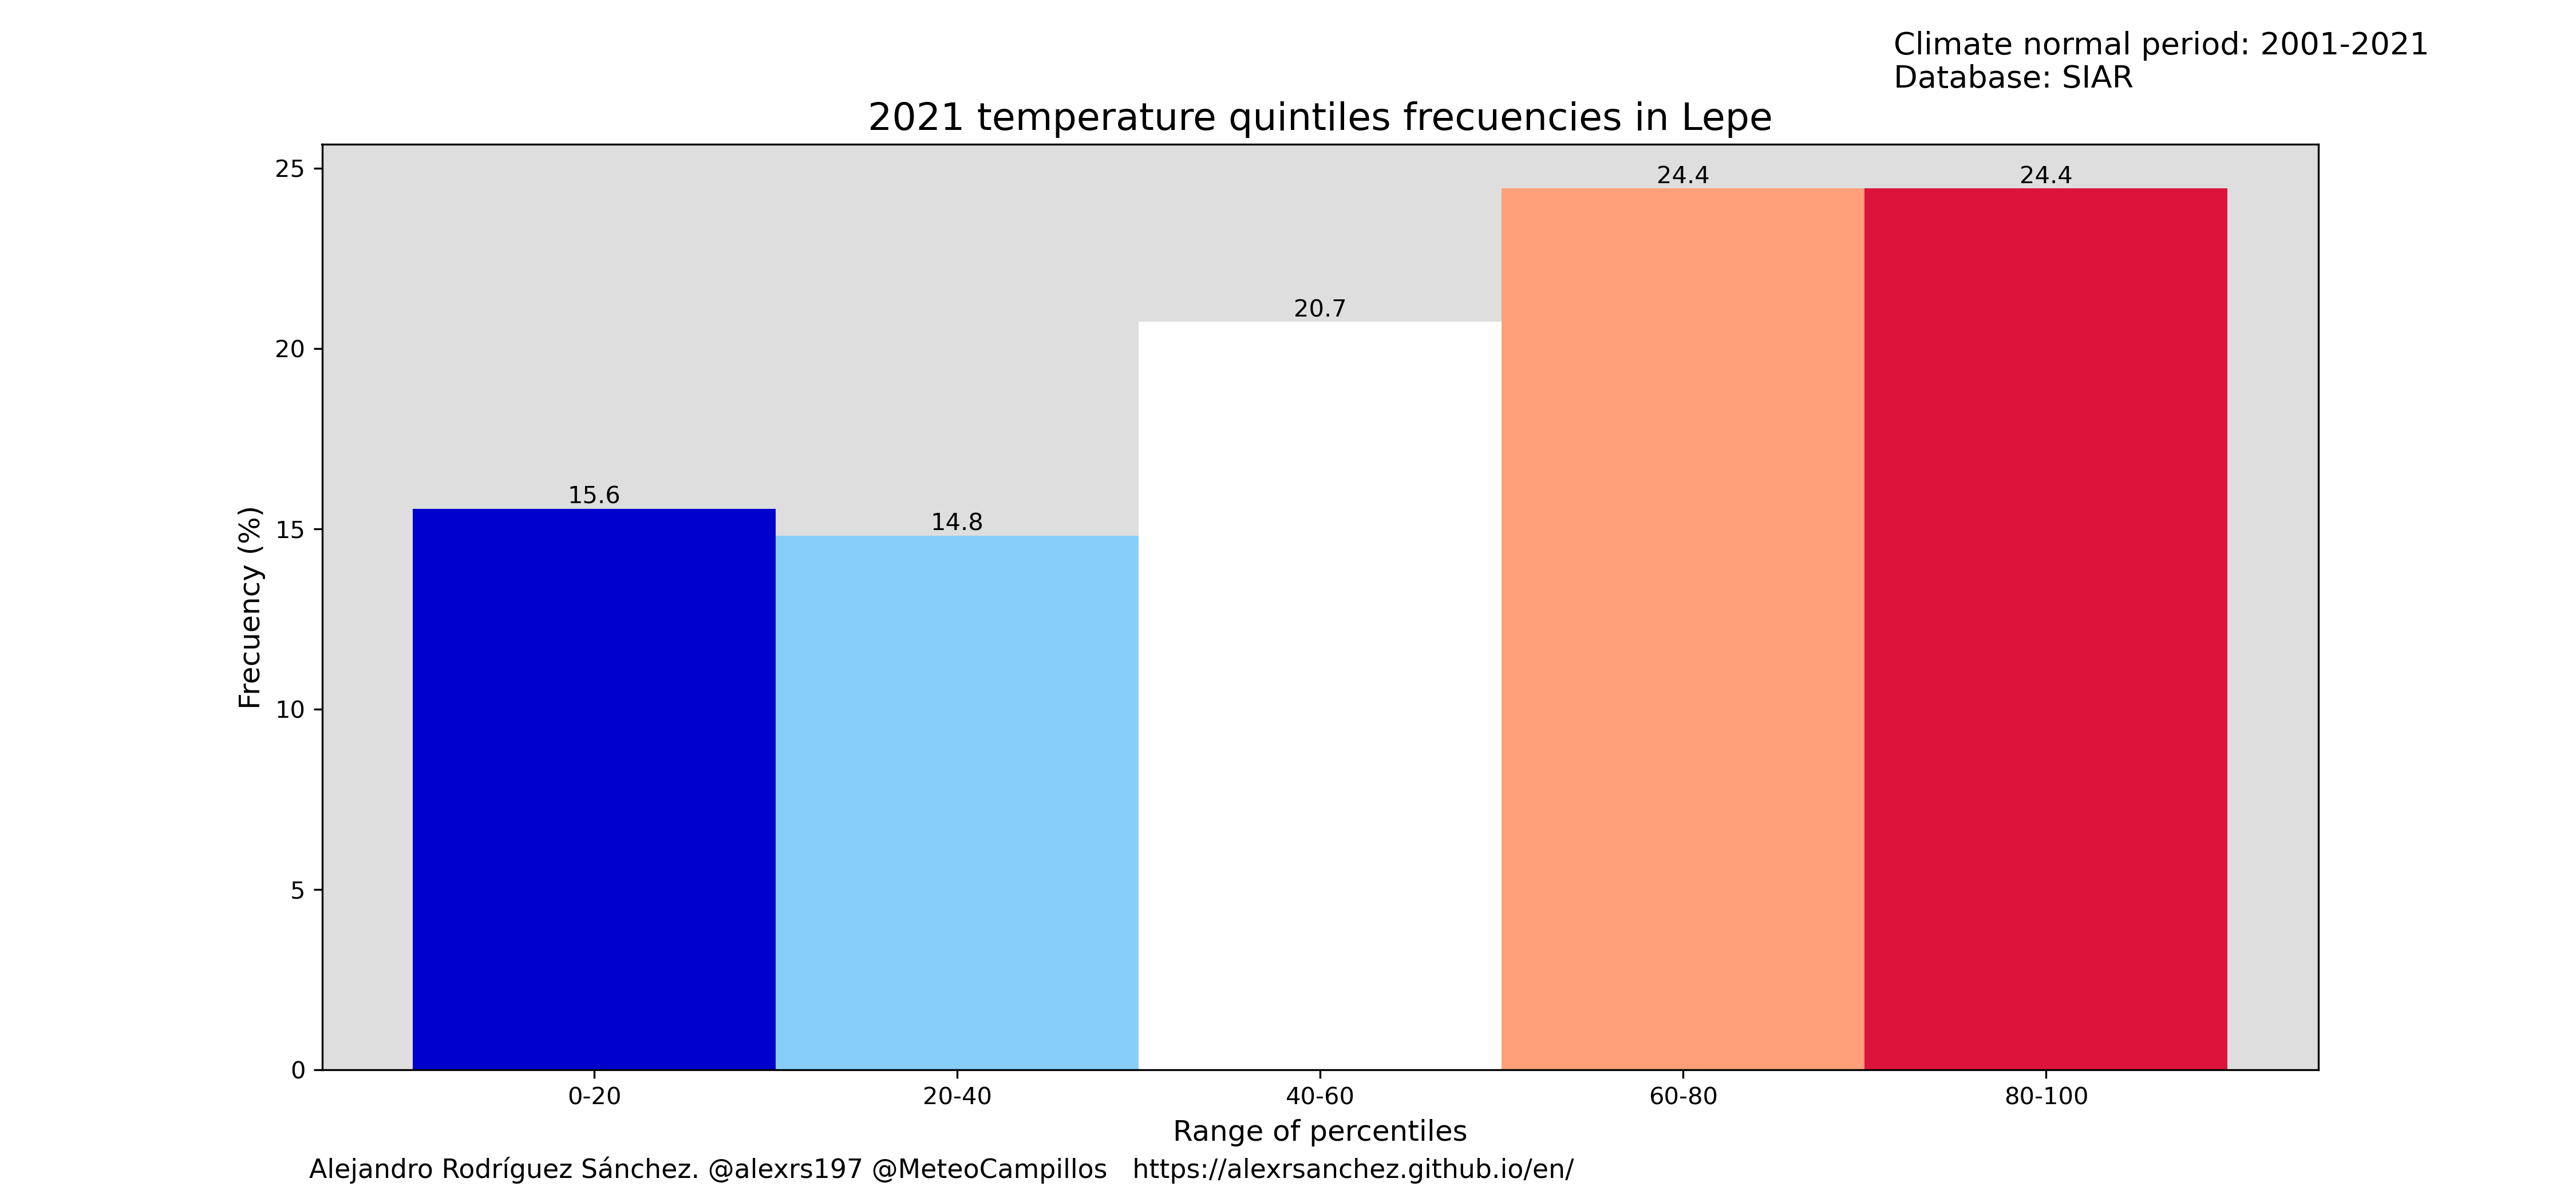 Climate normal period: 2001-2021
Database: SIAR
2021 temperature quintiles frecuencies in Lepe
25
20
15
10
5
0
Frecuency (%)
15.6
14.8
20.7
24.4
24.4
0-20
20-40
40-60
60-80
80-100
Range of percentiles
Alejandro Rodríguez Sánchez. @alexrs197 @MeteoCampillos   https://alexrsanchez.github.io/en/